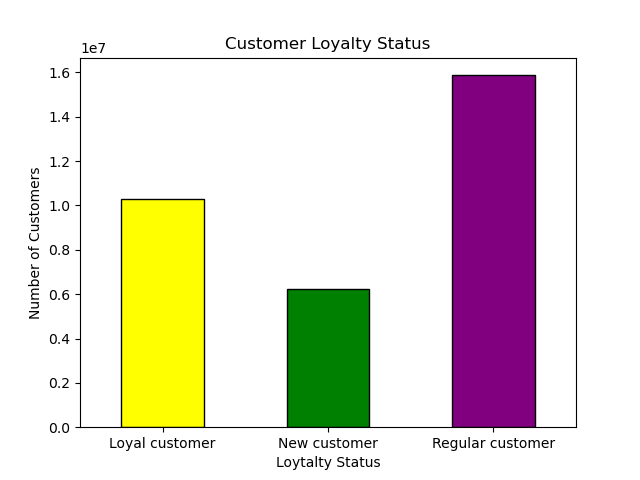 Customer Loyalty Status
1e7
1.6
1.4
1.2
1.0
0.8
0.6
0.4
0.2
0.0
Number of Customers
Loyal customer New customer Regular customer
Loytalty Status